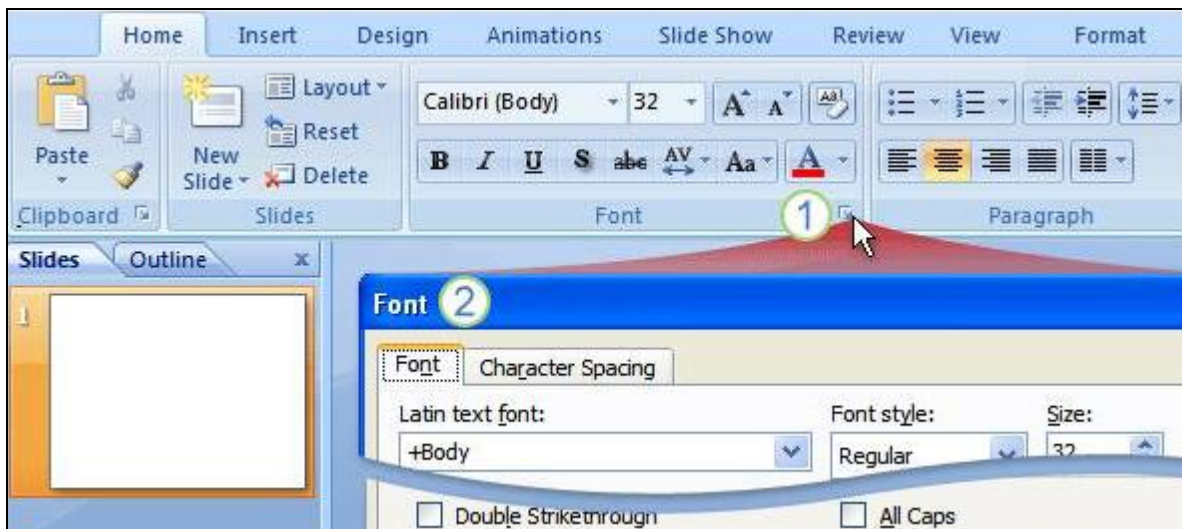 Home Insert Design Animations Slide Show Review View Format
Layout
Calibri (Body) 32 A A Aa
Reset
Paste New Slide Delete
B I U S abc AV Aa A
Clipboard Slides Font 1 Paragraph
Slides Outline x
1
Font 2
Font Character Spacing
Latin text font: Font style: Size:
+Body Regular 32
Double Strikethrough All Caps